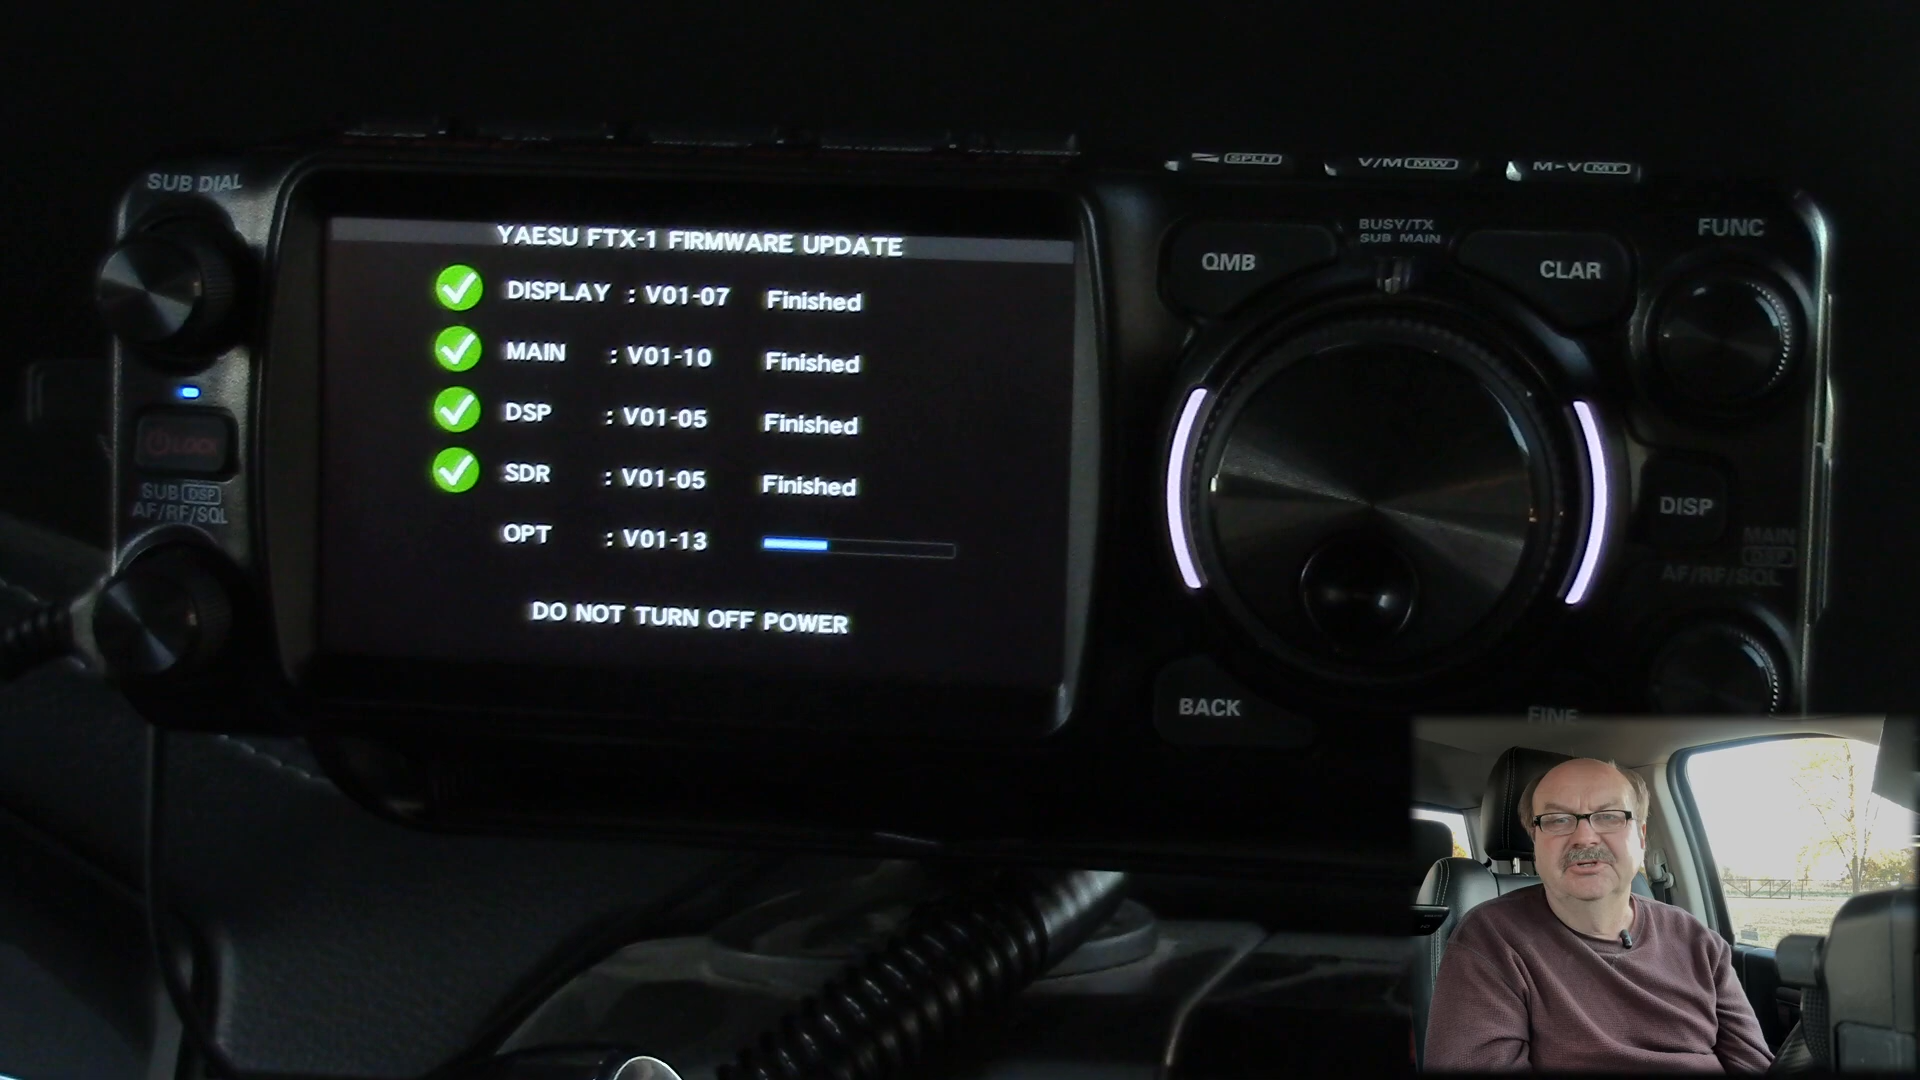 SPLIT
V/M MW
M▸V MT
SUB DIAL
BUSY/TX
SUB MAIN
FUNC
QMB
CLAR
YAESU FTX-1 FIRMWARE UPDATE
DISPLAY : V01-07 Finished
MAIN : V01-10 Finished
DSP : V01-05 Finished
SDR : V01-05 Finished
OPT : V01-13
DO NOT TURN OFF POWER
LOCK
SUB DSP
AF/RF/SQL
DISP
MAIN
DSP
AF/RF/SQL
BACK
FINE